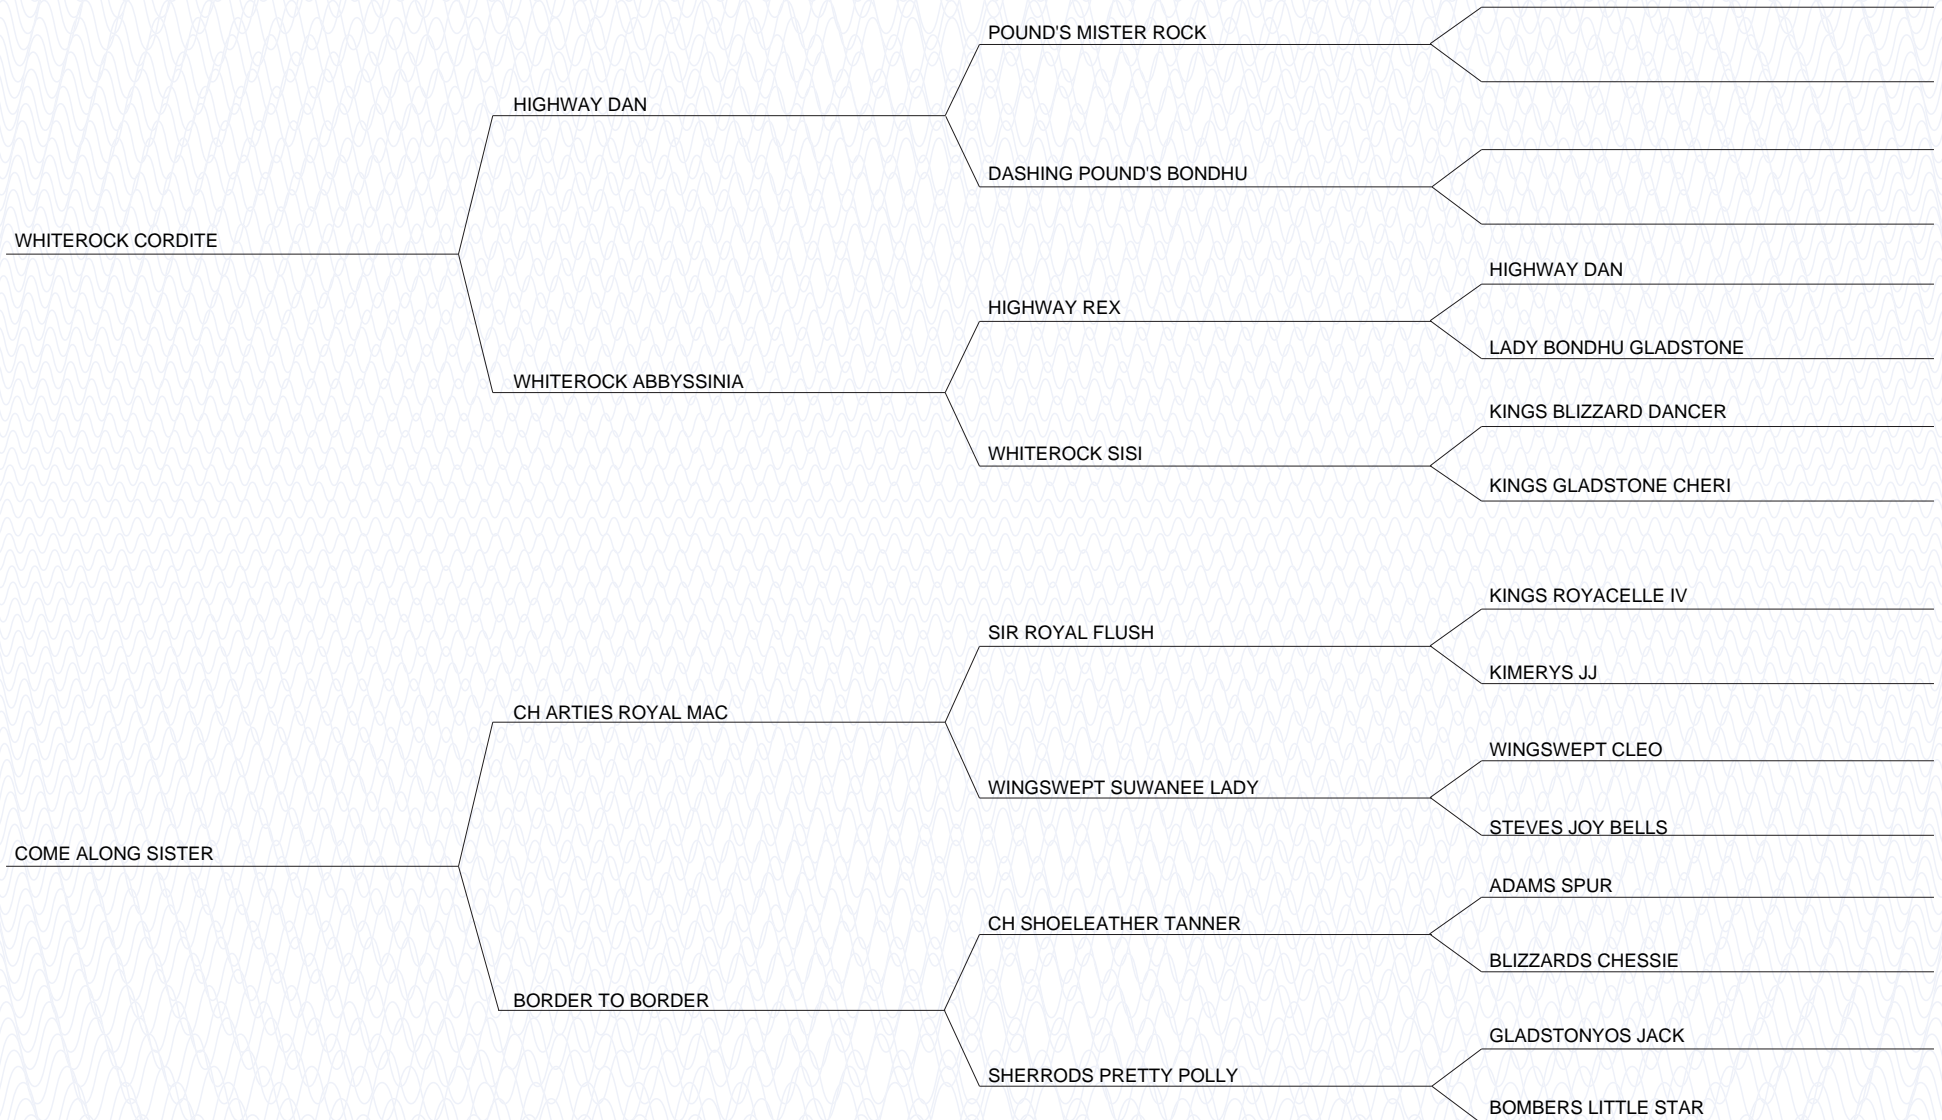 POUND'S MISTER ROCK
HIGHWAY DAN
DASHING POUND'S BONDHU
WHITEROCK CORDITE
HIGHWAY DAN
HIGHWAY REX
LADY BONDHU GLADSTONE
WHITEROCK ABBYSSINIA
KINGS BLIZZARD DANCER
WHITEROCK SISI
KINGS GLADSTONE CHERI
KINGS ROYACELLE IV
SIR ROYAL FLUSH
KIMERYS JJ
CH ARTIES ROYAL MAC
WINGSWEPT CLEO
WINGSWEPT SUWANEE LADY
STEVES JOY BELLS
COME ALONG SISTER
ADAMS SPUR
CH SHOELEATHER TANNER
BLIZZARDS CHESSIE
BORDER TO BORDER
GLADSTONYOS JACK
SHERRODS PRETTY POLLY
BOMBERS LITTLE STAR